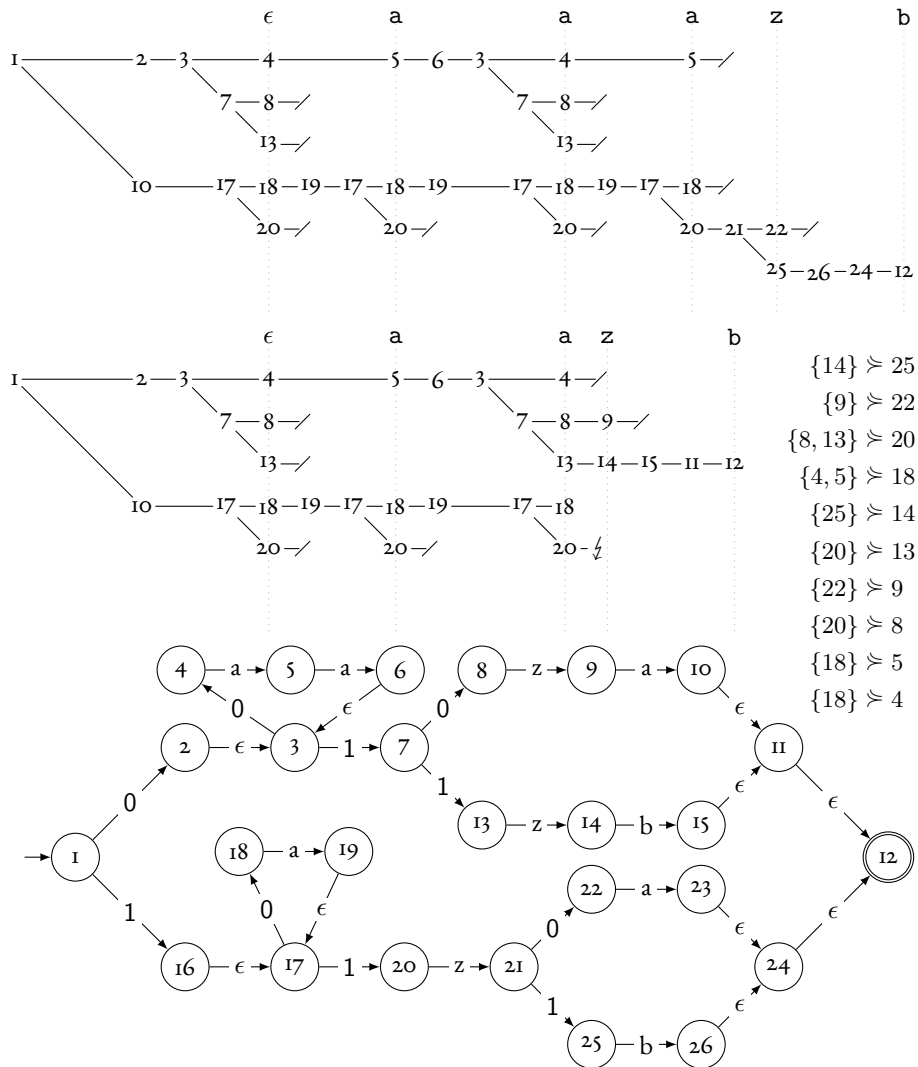 ϵ a a a z b
1 2 3 4 5 6 3 4 5
7 8 7 8
13 13
10 17 18 19 17 18 19 17 18 19 17 18
20 20 20 20 21 22
25 26 24 12
ϵ a a z b
1 2 3 4 5 6 3 4
7 8 7 8 9
13 13 14 15 11 12
10 17 18 19 17 18 19 17 18
20 20 20 ↯
{14} ≽ 25
{9} ≽ 22
{8, 13} ≽ 20
{4, 5} ≽ 18
{25} ≽ 14
{20} ≽ 13
{22} ≽ 9
{20} ≽ 8
{18} ≽ 5
{18} ≽ 4
4 a 5 a 6 8 z 9 a 10
0 ϵ 0 ϵ
2 ϵ 3 1 7 11
0 1 ϵ ϵ
13 z 14 b 15
1 18 a 19 12
1 0 ϵ 22 a 23 ϵ
0 ϵ
16 ϵ 17 1 20 z 21 24
1 ϵ
25 b 26